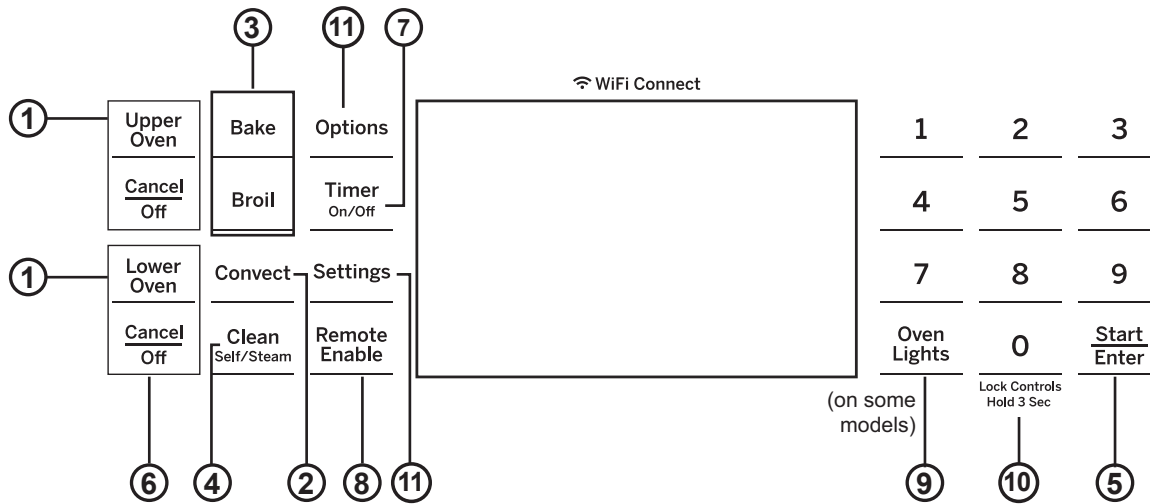 3
11
7
WiFi Connect
1
Upper
Oven
Bake
Options
1
2
3
Cancel
Off
Broil
Timer
On/Off
4
5
6
1
Lower
Oven
Convect
Settings
7
8
9
Cancel
Off
Clean
Self/Steam
Remote
Enable
Oven
Lights
0
Start
Enter
(on some
models)
Lock Controls
Hold 3 Sec
6
4
2
8
11
9
10
5